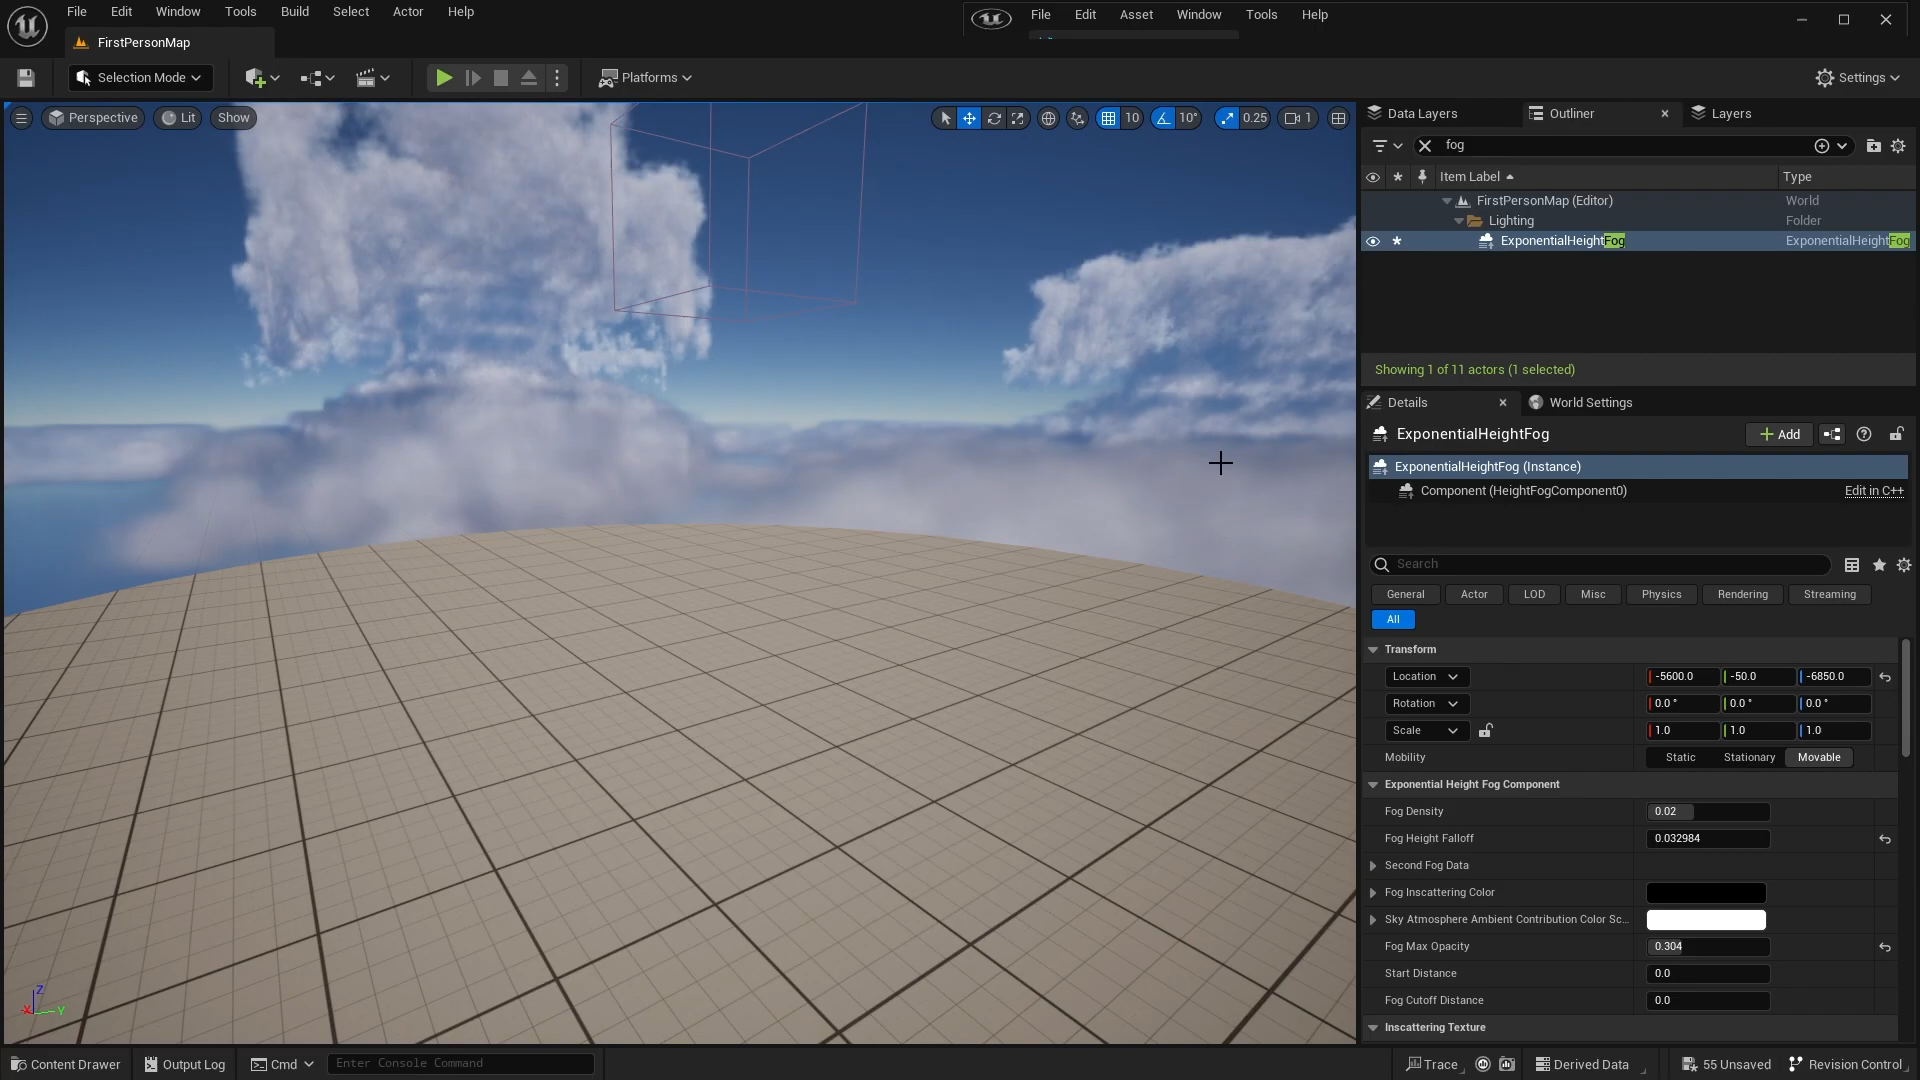 File Edit Window Tools Build Select Actor Help
File Edit Asset Window Tools Help
FirstPersonMap
Selection Mode
Platforms
Settings
Perspective Lit Show
10 10° 0.25 1
Data Layers Outliner Layers
fog
Item Label Type
FirstPersonMap (Editor) World
Lighting Folder
ExponentialHeightFog ExponentialHeightFog
Showing 1 of 11 actors (1 selected)
Details World Settings
ExponentialHeightFog Add
ExponentialHeightFog (Instance)
Component (HeightFogComponent0) Edit in C++
Search
General Actor LOD Misc Physics Rendering Streaming
All
Transform
Location -5600.0 -50.0 -6850.0
Rotation 0.0 ° 0.0 ° 0.0 °
Scale 1.0 1.0 1.0
Mobility Static Stationary Movable
Exponential Height Fog Component
Fog Density 0.02
Fog Height Falloff 0.032984
Second Fog Data
Fog Inscattering Color
Sky Atmosphere Ambient Contribution Color Sc...
Fog Max Opacity 0.304
Start Distance 0.0
Fog Cutoff Distance 0.0
Inscattering Texture
Z
X Y
Content Drawer Output Log Cmd Enter Console Command Trace Derived Data 55 Unsaved Revision Control